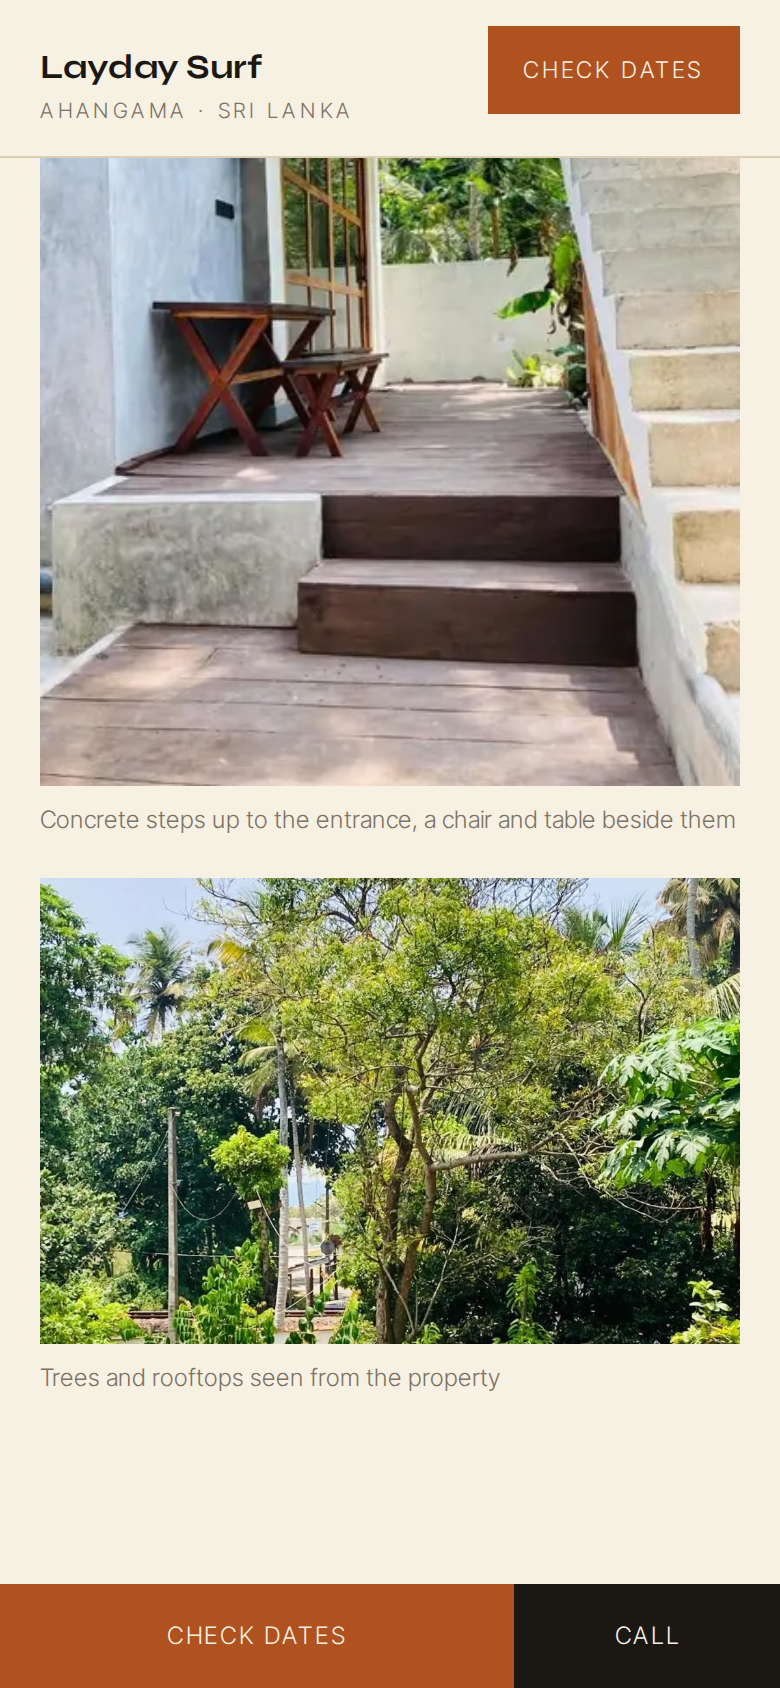 Layday Surf
AHANGAMA · SRI LANKA
CHECK DATES
Concrete steps up to the entrance, a chair and table beside them
Trees and rooftops seen from the property
CHECK DATES
CALL